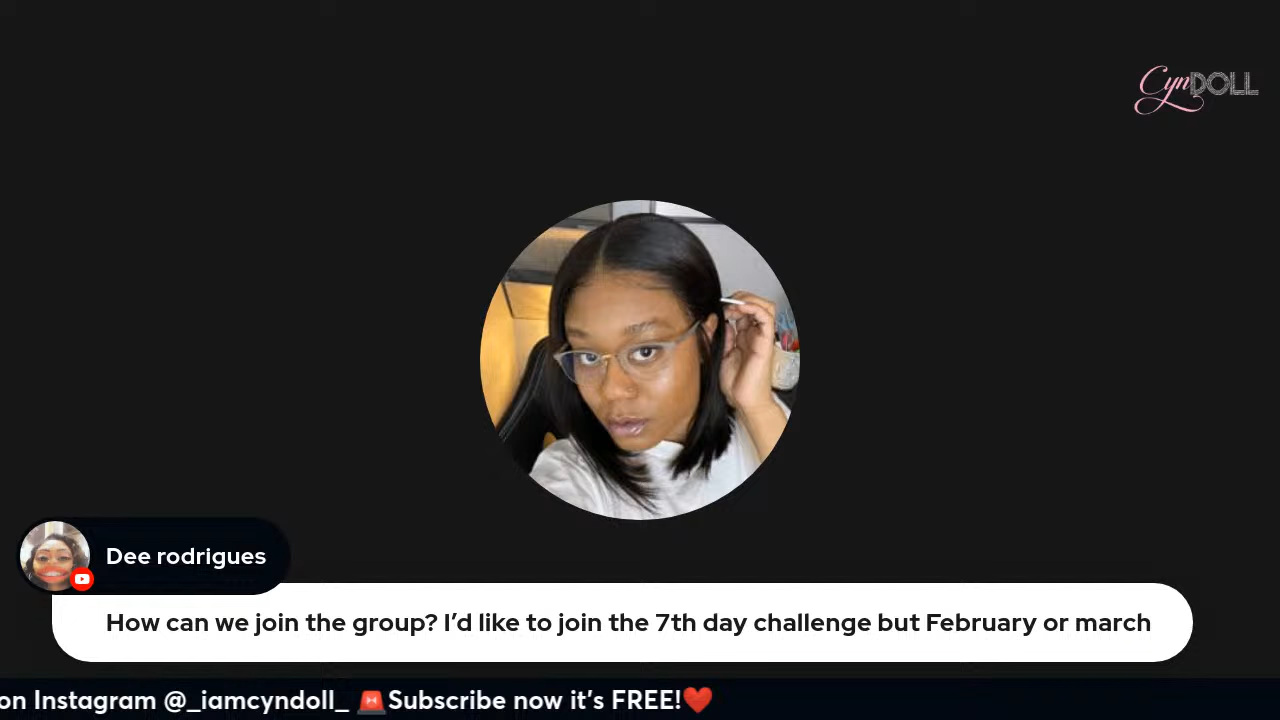 CynDOLL
Dee rodrigues
How can we join the group? I’d like to join the 7th day challenge but February or march
on Instagram @_iamcyndoll_ 🚨Subscribe now it's FREE!❤️